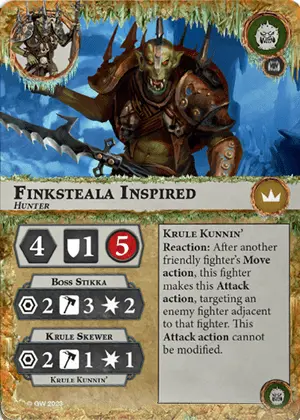 Finksteala Inspired
Hunter
4 1 5
Boss Stikka
2 3 2
Krule Skewer
2 1 1
Krule Kunnin'
Krule Kunnin'
Reaction: After another
friendly fighter's Move
action, this fighter
makes this Attack
action, targeting an
enemy fighter adjacent
to that fighter. This
Attack action cannot
be modified.